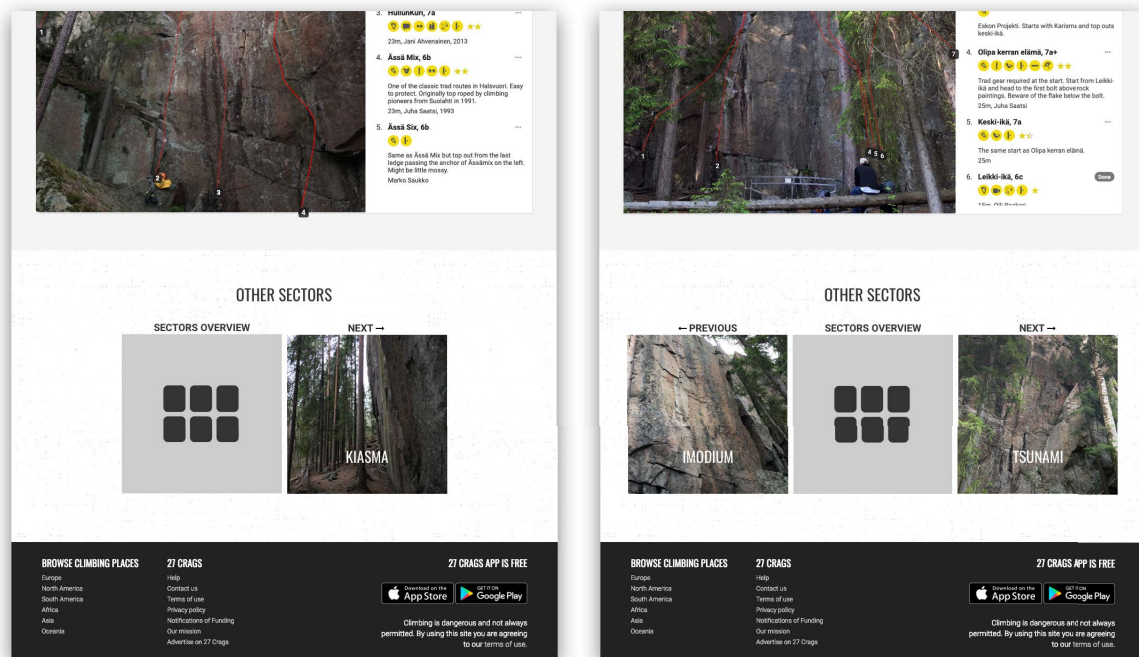 3. Hullunkuri, 7a
23m, Jani Ahvenainen, 2013
4. Ässä Mix, 6b
One of the classic trad routes in Halsvuori. Easy
to protect. Originally top roped by climbing
pioneers from Suolahti in 1991.
23m, Juha Saatsi, 1993
5. Ässä Six, 6b
Same as Ässä Mix but top out from the last
ledge passing the anchor of Ässämix on the left.
Might be little mossy.
Marko Saukko
1
2
3
4
OTHER SECTORS
SECTORS OVERVIEW
NEXT →
KIASMA
BROWSE CLIMBING PLACES
Europe
North America
South America
Africa
Asia
Oceania
27 CRAGS
Help
Contact us
Terms of use
Privacy policy
Notifications of Funding
Our mission
Advertise on 27 Crags
27 CRAGS APP IS FREE
Download on the
App Store
GET IT ON
Google Play
Climbing is dangerous and not always
permitted. By using this site you are agreeing
to our terms of use.
Eskon Projekti. Starts with Karisma and top outs
keski-ikä.
4. Olipa kerran elämä, 7a+
Trad gear required at the start. Start from Leikki-
ikä and head to the first bolt aboverock
paintings. Beware of the flake below the bolt.
25m, Juha Saatsi
5. Keski-ikä, 7a
The same start as Olipa kerran elämä.
25m
6. Leikki-ikä, 6c
Done
1
2
4 5 6
7
OTHER SECTORS
← PREVIOUS
SECTORS OVERVIEW
NEXT →
IMODIUM
TSUNAMI
BROWSE CLIMBING PLACES
Europe
North America
South America
Africa
Asia
Oceania
27 CRAGS
Help
Contact us
Terms of use
Privacy policy
Notifications of Funding
Our mission
Advertise on 27 Crags
27 CRAGS APP IS FREE
Download on the
App Store
GET IT ON
Google Play
Climbing is dangerous and not always
permitted. By using this site you are agreeing
to our terms of use.